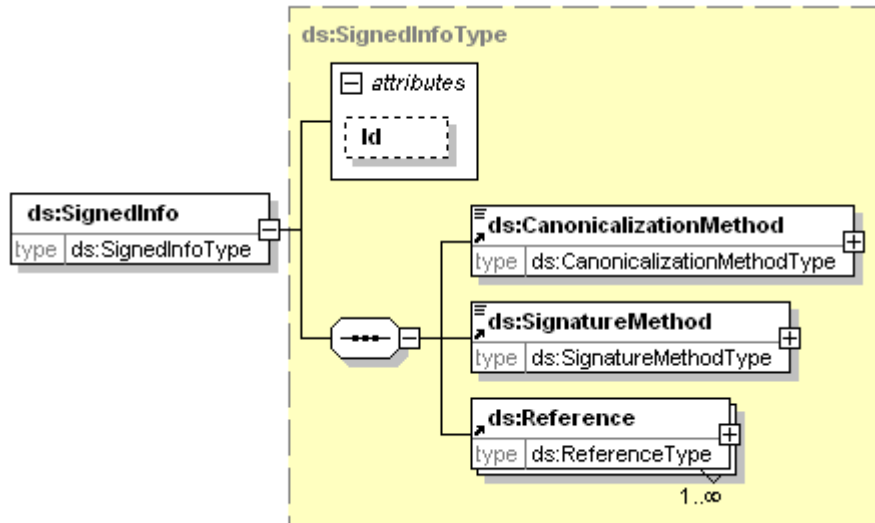 ds:SignedInfoType
attributes
Id
ds:SignedInfo
type ds:SignedInfoType
ds:CanonicalizationMethod
type ds:CanonicalizationMethodType
ds:SignatureMethod
type ds:SignatureMethodType
ds:Reference
type ds:ReferenceType
1..∞